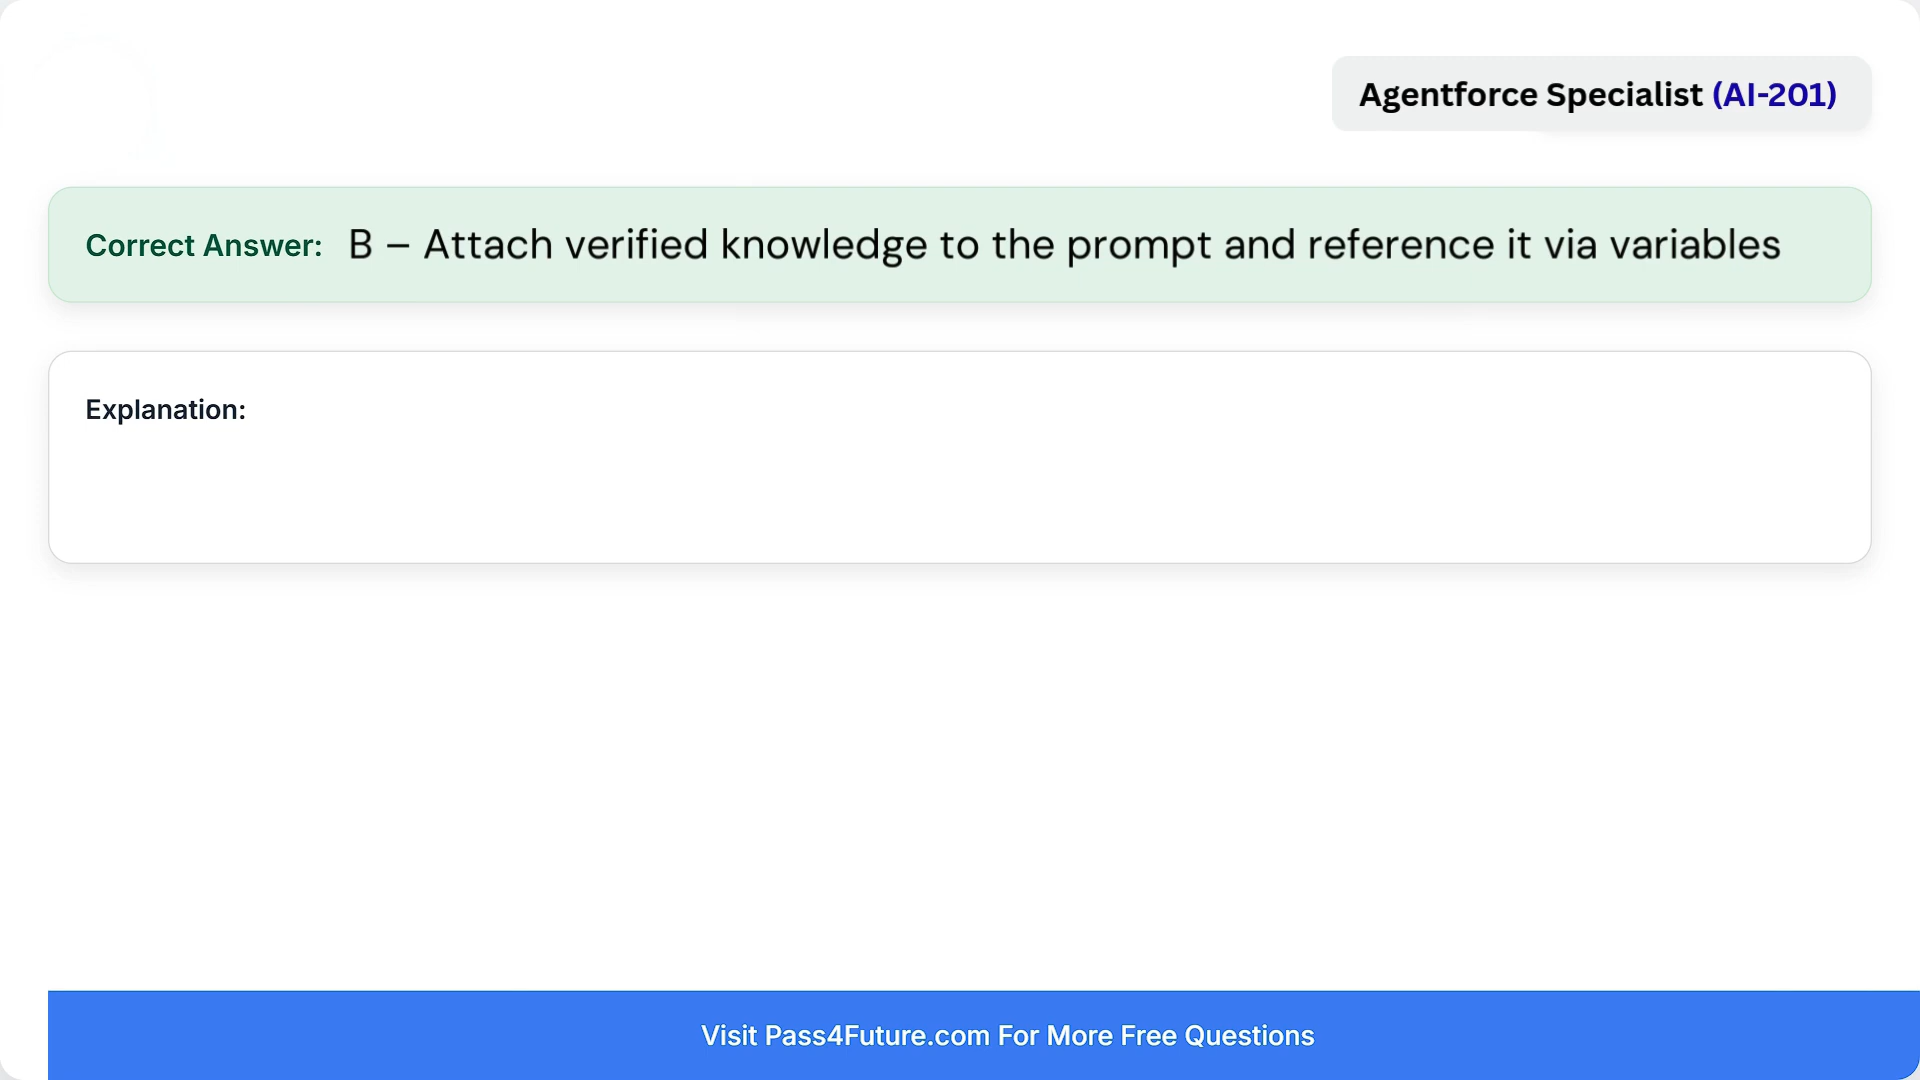 Agentforce Specialist (AI-201)
Correct Answer: B – Attach verified knowledge to the prompt and reference it via variables
Explanation:
Visit Pass4Future.com For More Free Questions